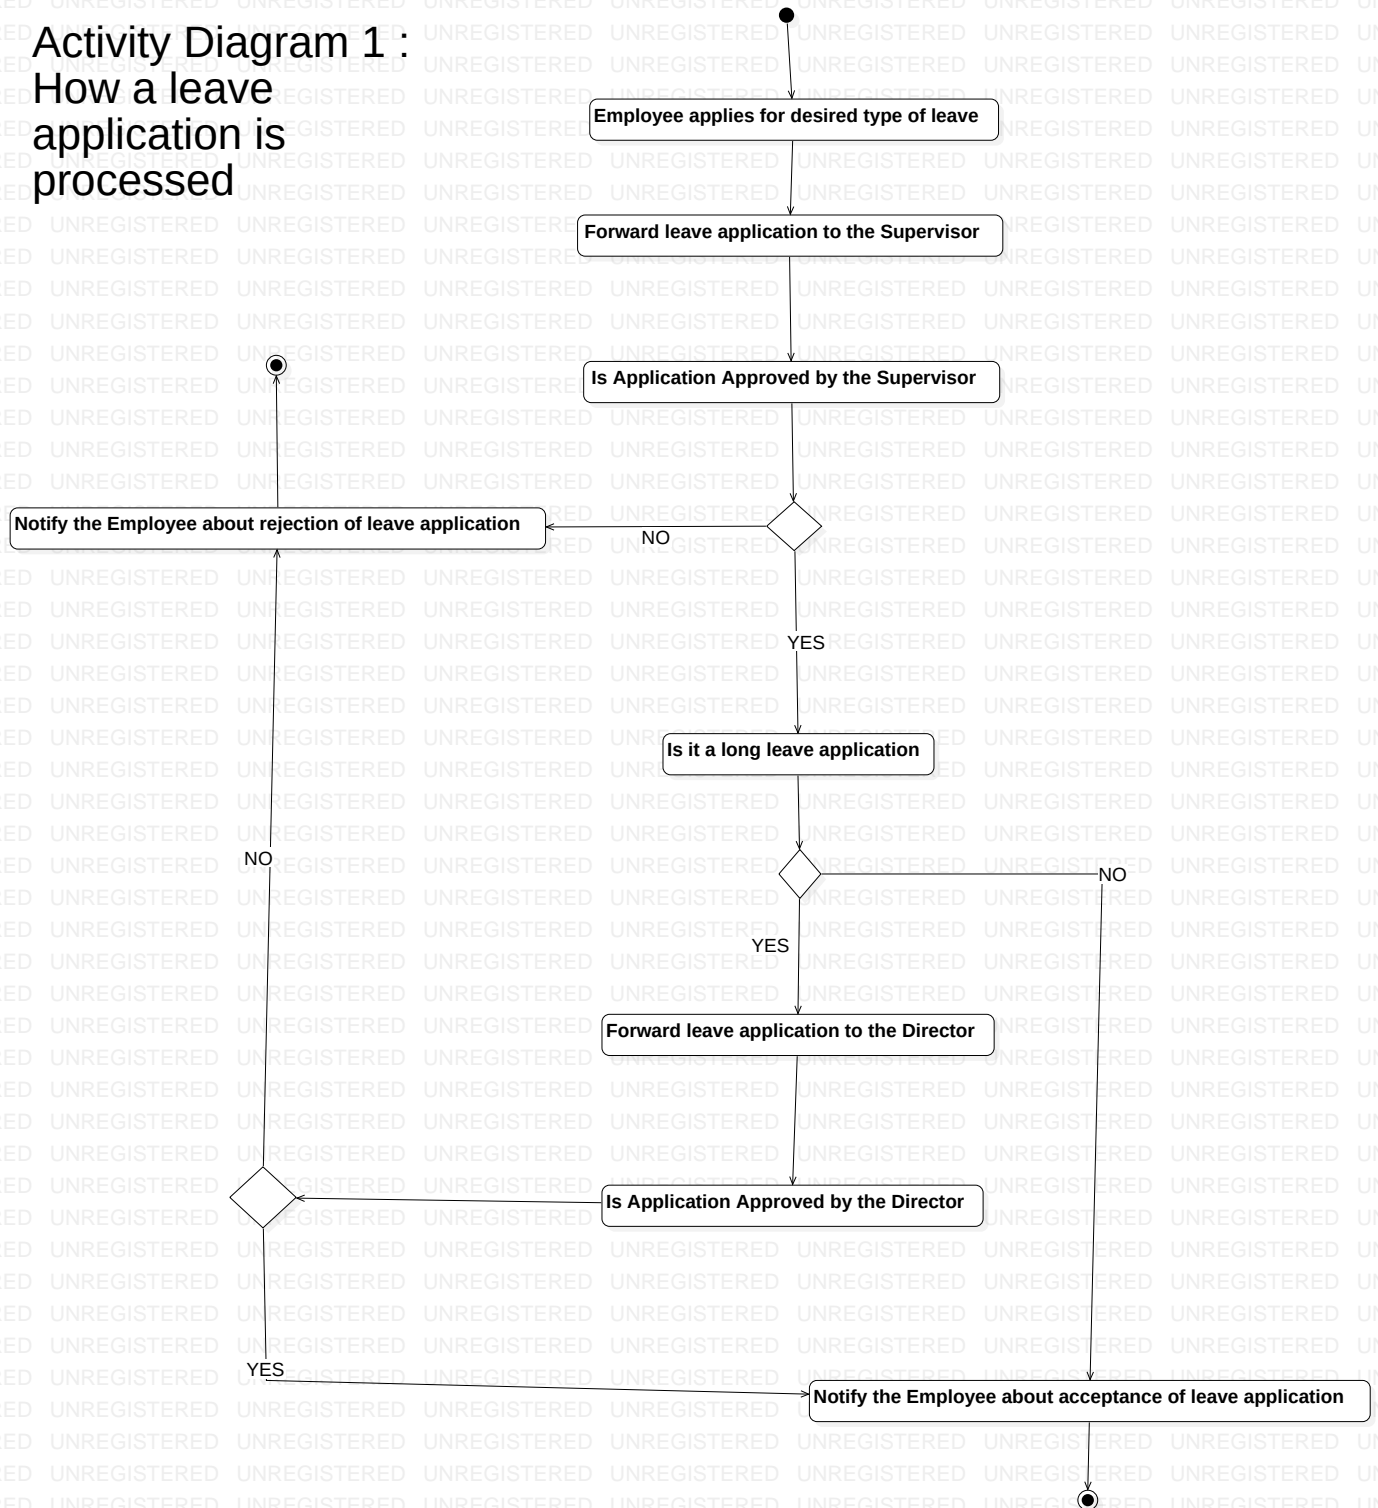 Activity Diagram 1 :
How a leave
application is
processed
Employee applies for desired type of leave
Forward leave application to the Supervisor
Is Application Approved by the Supervisor
Notify the Employee about rejection of leave application
NO
YES
Is it a long leave application
NO
NO
YES
Forward leave application to the Director
Is Application Approved by the Director
YES
Notify the Employee about acceptance of leave application
UNREGISTERED